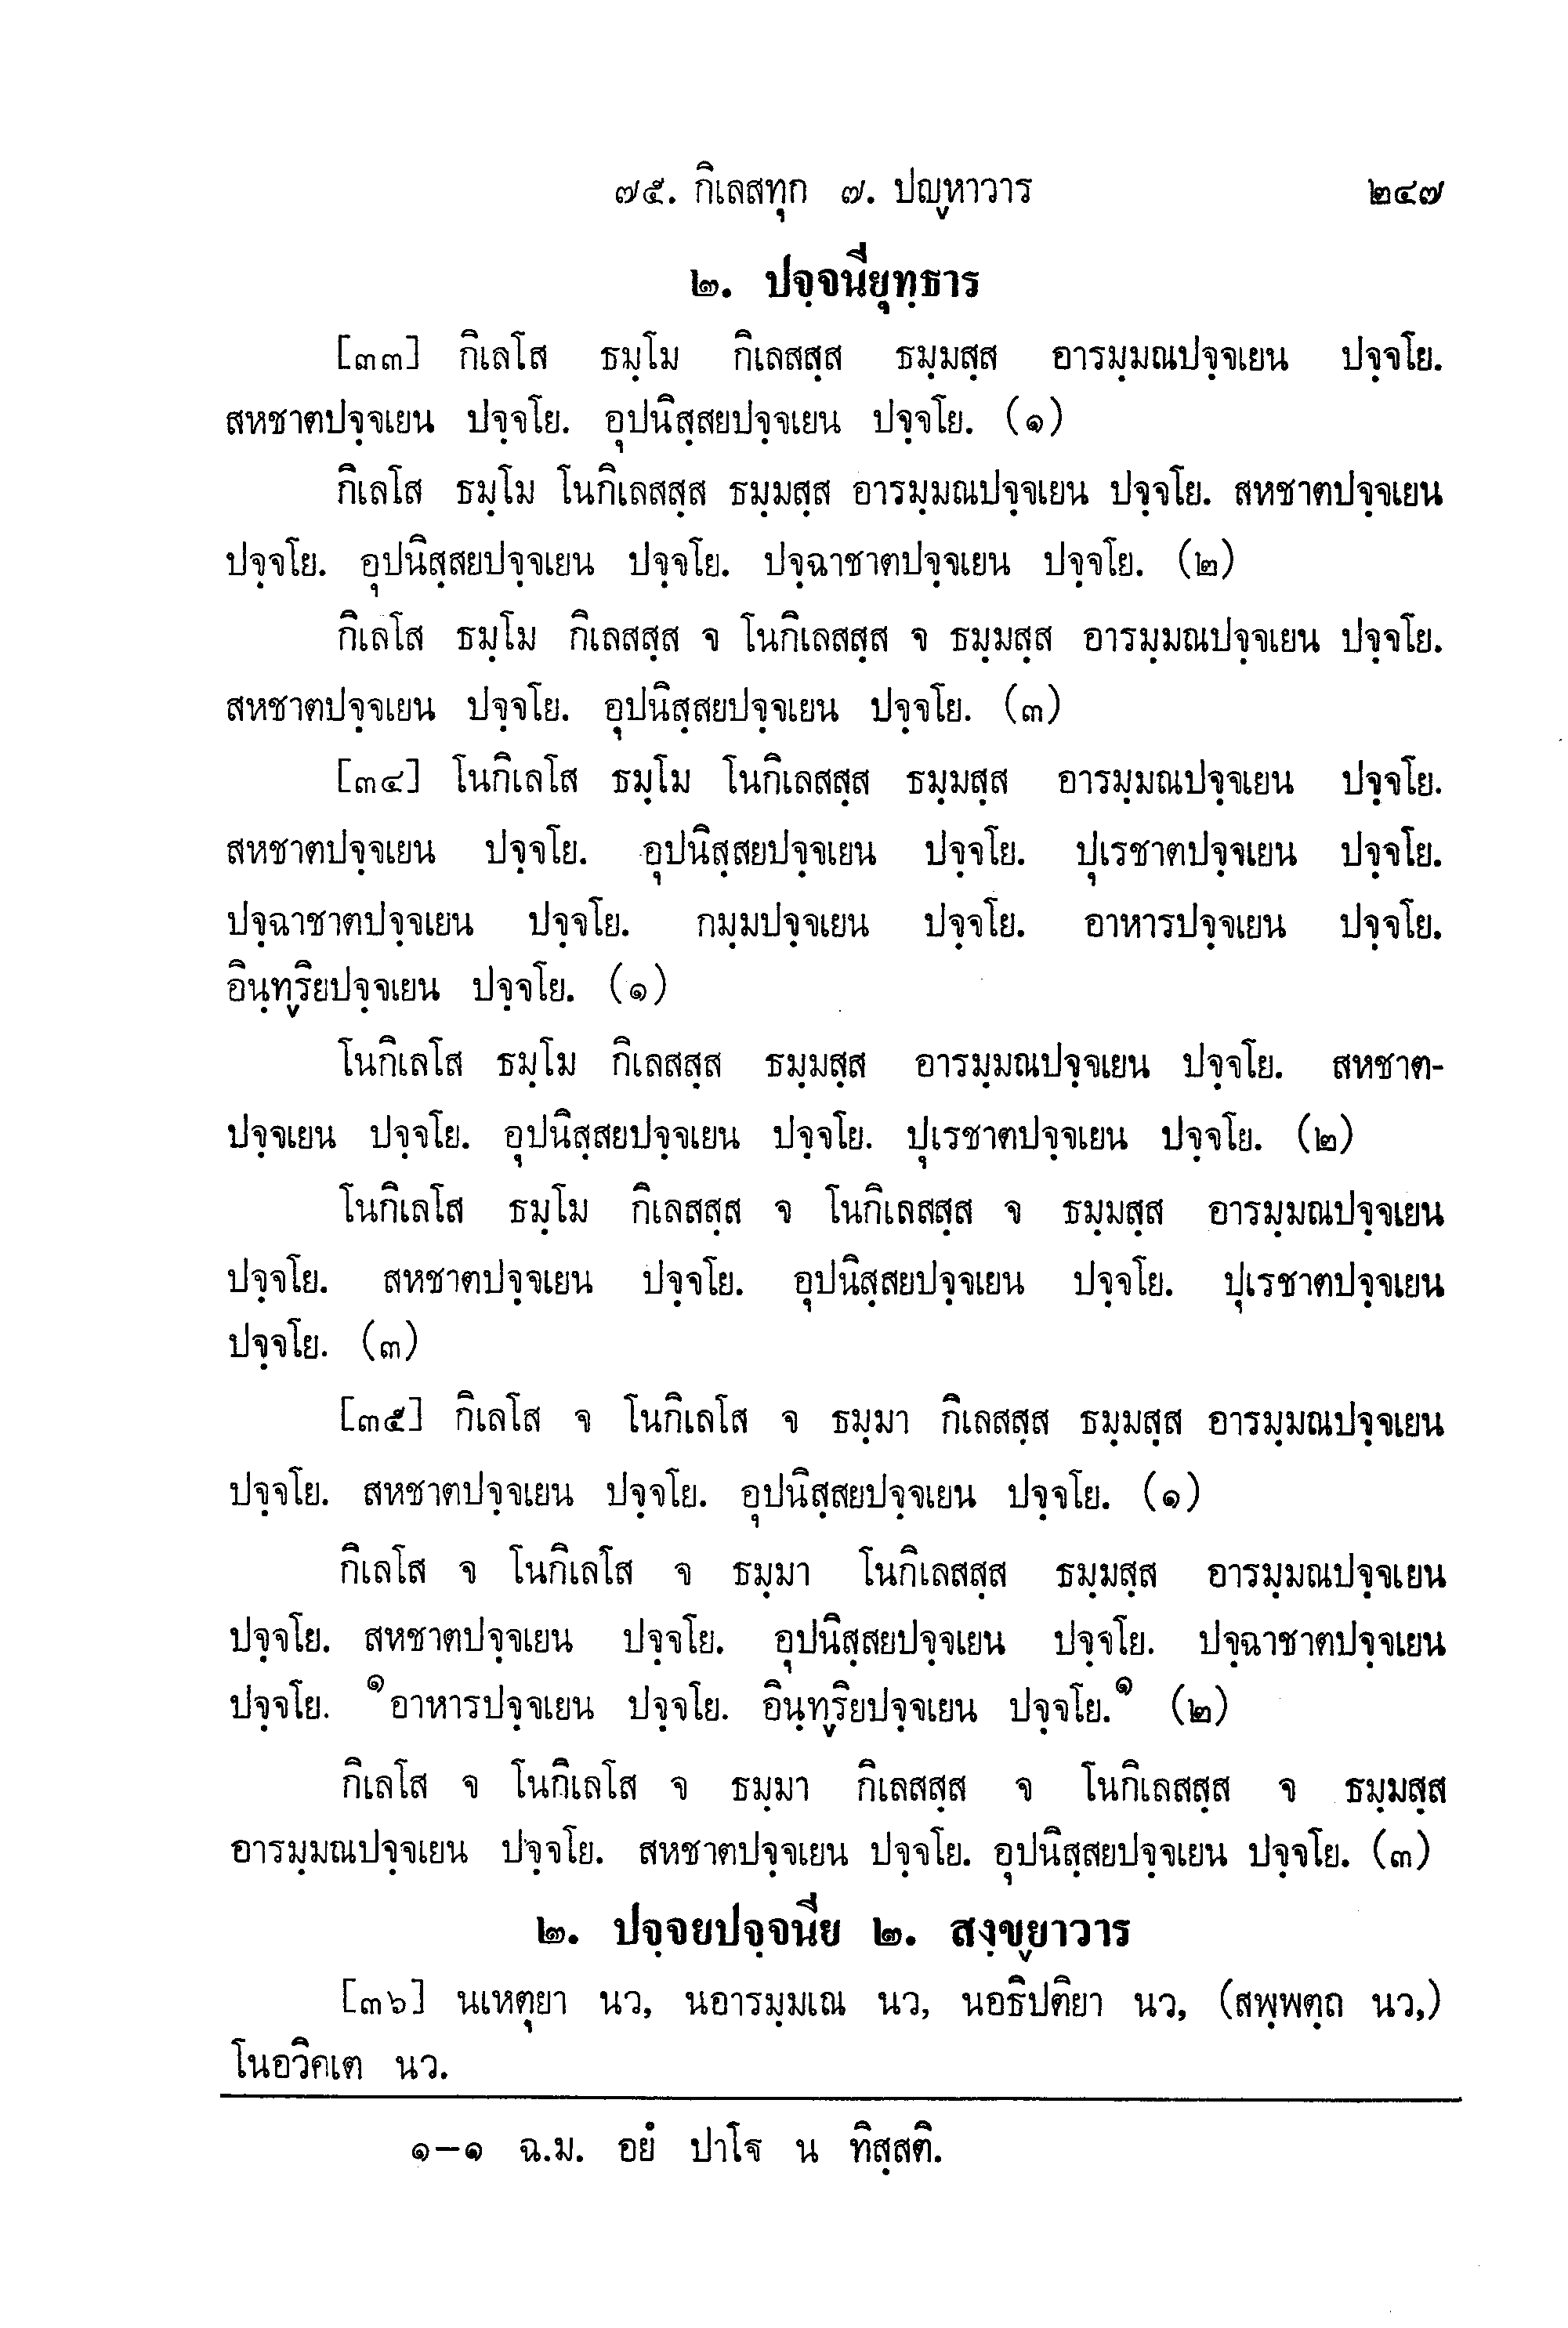 ๗๕. กิเลสทุก ๗. ปญฺหาวาร ๒๔๗
๒. ปจฺจนียุทฺธาร
[๓๓] กิเลโส ธมฺโม กิเลสสฺส ธมฺมสฺส อารมฺมณปจฺจเยน ปจฺจโย.
สหชาตปจฺจเยน ปจฺจโย. อุปนิสฺสยปจฺจเยน ปจฺจโย. (๑)
กิเลโส ธมฺโม โนกิเลสสฺส ธมฺมสฺส อารมฺมณปจฺจเยน ปจฺจโย. สหชาตปจฺจเยน
ปจฺจโย. อุปนิสฺสยปจฺจเยน ปจฺจโย. ปจฺฉาชาตปจฺจเยน ปจฺจโย. (๒)
กิเลโส ธมฺโม กิเลสสฺส จ โนกิเลสสฺส จ ธมฺมสฺส อารมฺมณปจฺจเยน ปจฺจโย.
สหชาตปจฺจเยน ปจฺจโย. อุปนิสฺสยปจฺจเยน ปจฺจโย. (๓)
[๓๔] โนกิเลโส ธมฺโม โนกิเลสสฺส ธมฺมสฺส อารมฺมณปจฺจเยน ปจฺจโย.
สหชาตปจฺจเยน ปจฺจโย. อุปนิสฺสยปจฺจเยน ปจฺจโย. ปุเรชาตปจฺจเยน ปจฺจโย.
ปจฺฉาชาตปจฺจเยน ปจฺจโย. กมฺมปจฺจเยน ปจฺจโย. อาหารปจฺจเยน ปจฺจโย.
อินฺทฺริยปจฺจเยน ปจฺจโย. (๑)
โนกิเลโส ธมฺโม กิเลสสฺส ธมฺมสฺส อารมฺมณปจฺจเยน ปจฺจโย. สหชาต-
ปจฺจเยน ปจฺจโย. อุปนิสฺสยปจฺจเยน ปจฺจโย. ปุเรชาตปจฺจเยน ปจฺจโย. (๒)
โนกิเลโส ธมฺโม กิเลสสฺส จ โนกิเลสสฺส จ ธมฺมสฺส อารมฺมณปจฺจเยน
ปจฺจโย. สหชาตปจฺจเยน ปจฺจโย. อุปนิสฺสยปจฺจเยน ปจฺจโย. ปุเรชาตปจฺจเยน
ปจฺจโย. (๓)
[๓๕] กิเลโส จ โนกิเลโส จ ธมฺมา กิเลสสฺส ธมฺมสฺส อารมฺมณปจฺจเยน
ปจฺจโย. สหชาตปจฺจเยน ปจฺจโย. อุปนิสฺสยปจฺจเยน ปจฺจโย. (๑)
กิเลโส จ โนกิเลโส จ ธมฺมา โนกิเลสสฺส ธมฺมสฺส อารมฺมณปจฺจเยน
ปจฺจโย. สหชาตปจฺจเยน ปจฺจโย. อุปนิสฺสยปจฺจเยน ปจฺจโย. ปจฺฉาชาตปจฺจเยน
ปจฺจโย. ๑อาหารปจฺจเยน ปจฺจโย. อินฺทฺริยปจฺจเยน ปจฺจโย.๑ (๒)
กิเลโส จ โนกิเลโส จ ธมฺมา กิเลสสฺส จ โนกิเลสสฺส จ ธมฺมสฺส
อารมฺมณปจฺจเยน ปจฺจโย. สหชาตปจฺจเยน ปจฺจโย. อุปนิสฺสยปจฺจเยน ปจฺจโย. (๓)
๒. ปจฺจยปจฺจนีย ๒. สงฺขฺยาวาร
[๓๖] นเหตุยา นว, นอารมฺมเณ นว, นอธิปติยา นว, (สพฺพตฺถ นว,)
โนอวิคเต นว.
๑-๑ ฉ.ม. อยํ ปาโฐ น ทิสฺสติ.